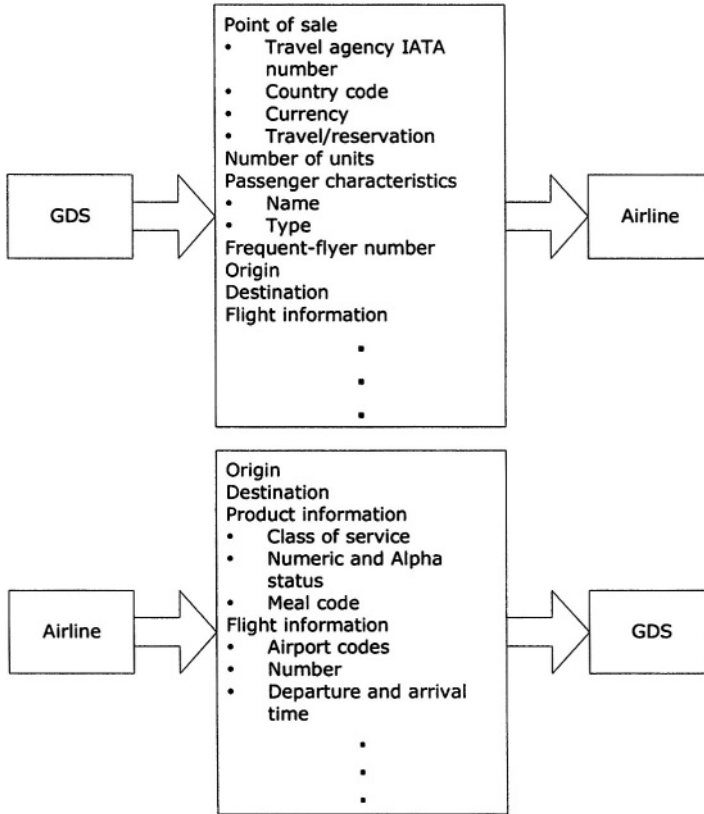 Point of sale
• Travel agency IATA
number
• Country code
• Currency
• Travel/reservation
Number of units
Passenger characteristics
• Name
• Type
Frequent-flyer number
Origin
Destination
Flight information
GDS
Airline
Origin
Destination
Product information
• Class of service
• Numeric and Alpha
status
• Meal code
Flight information
• Airport codes
• Number
• Departure and arrival
time
Airline
GDS